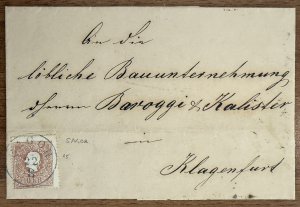 An die
löbliche Bauunternehmung
Herrn Baroggi & Kalister
in
Klagenfurt